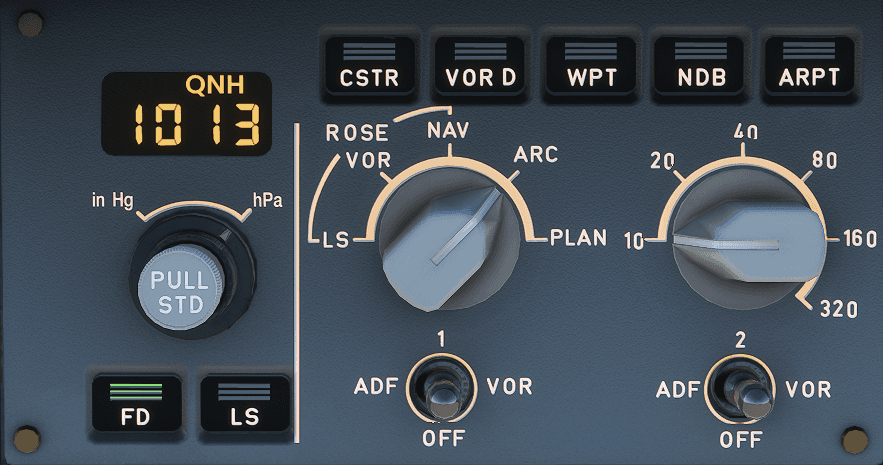 QNH
1013
in Hg
hPa
PULL
STD
FD
LS
CSTR
VOR D
WPT
NDB
ARPT
ROSE
NAV
VOR
ARC
LS
PLAN
10
20
40
80
160
320
1
ADF
VOR
OFF
2
ADF
VOR
OFF